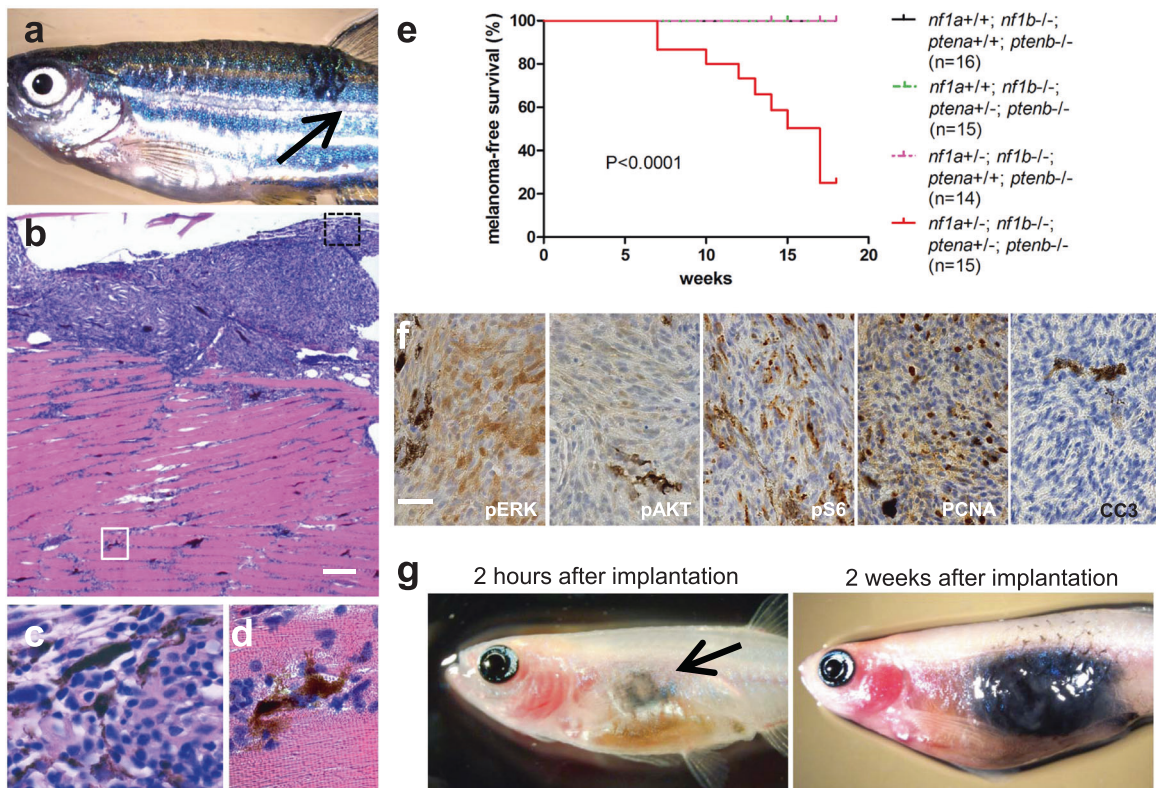 a
b
c
d
e
melanoma-free survival (%)
100
80
60
40
20
0
P<0.0001
0
5
10
15
20
weeks
nf1a+/+; nf1b-/-;
ptena+/+; ptenb-/-
(n=16)
nf1a+/+; nf1b-/-;
ptena+/-; ptenb-/-
(n=15)
nf1a+/-; nf1b-/-;
ptena+/+; ptenb-/-
(n=14)
nf1a+/-; nf1b-/-;
ptena+/-; ptenb-/-
(n=15)
f
pERK
pAKT
pS6
PCNA
CC3
g
2 hours after implantation
2 weeks after implantation